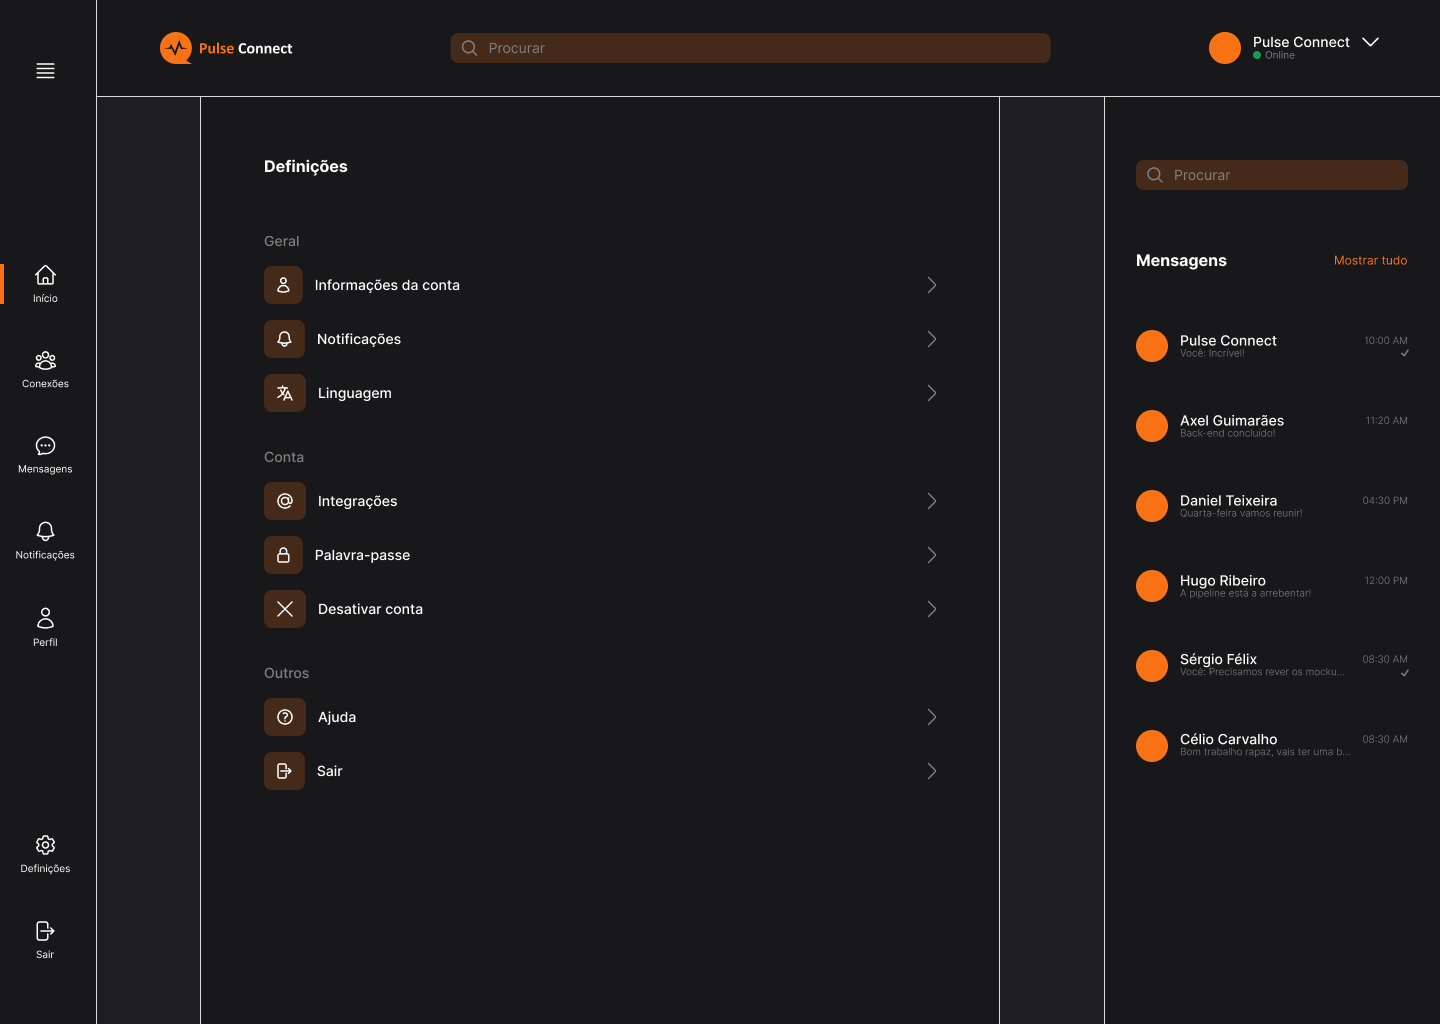 Pulse Connect
Procurar
Pulse Connect
Online
Início
Conexões
Mensagens
Notificações
Perfil
Definições
Sair
Definições
Geral
Informações da conta
Notificações
Linguagem
Conta
Integrações
Palavra-passe
Desativar conta
Outros
Ajuda
Sair
Procurar
Mensagens
Mostrar tudo
Pulse Connect
10:00 AM
Você: Incrível!
Axel Guimarães
11:20 AM
Back-end concluído!
Daniel Teixeira
04:30 PM
Quarta-feira vamos reunir!
Hugo Ribeiro
12:00 PM
A pipeline está a arrebentar!
Sérgio Félix
08:30 AM
Você: Precisamos rever os mocku...
Célio Carvalho
08:30 AM
Bom trabalho rapaz, vais ter uma b...